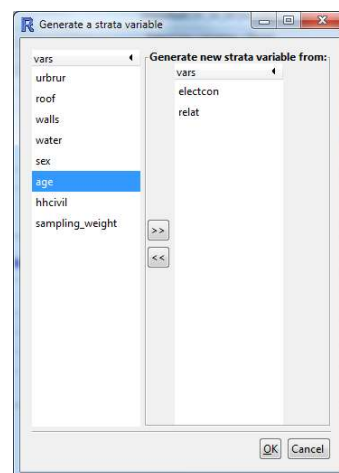 Generate a strata variable
vars
urbrur
roof
walls
water
sex
age
hhcivil
sampling_weight
>>
<<
Generate new strata variable from:
vars
electcon
relat
OK
Cancel